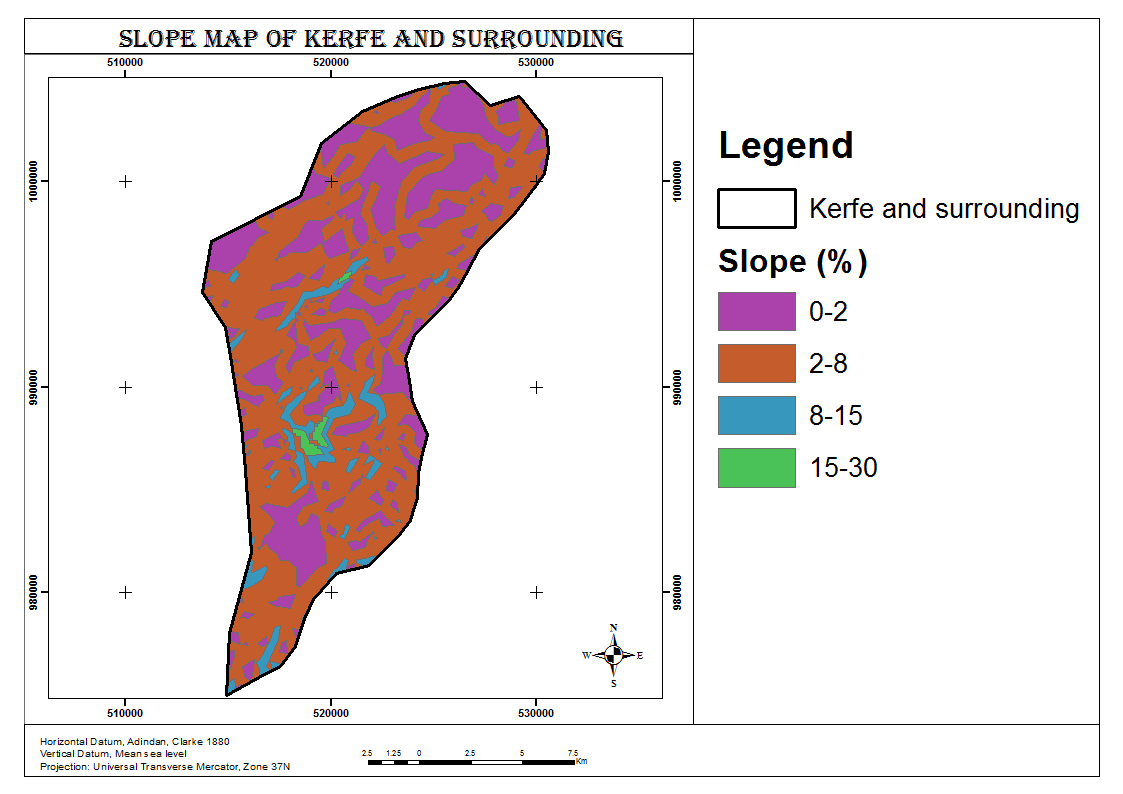 SLOPE MAP OF KERFE AND SURROUNDING
510000 520000 530000
1000000 1000000
990000 990000
980000 980000
N
W E
S
510000 520000 530000
Legend
Kerfe and surrounding
Slope (%)
0-2
2-8
8-15
15-30
Horizontal Datum, Adindan, Clarke 1880
Vertical Datum, Mean sea level
Projection: Universal Transverse Mercator, Zone 37N
2.5 1.25 0 2.5 5 7.5
Km